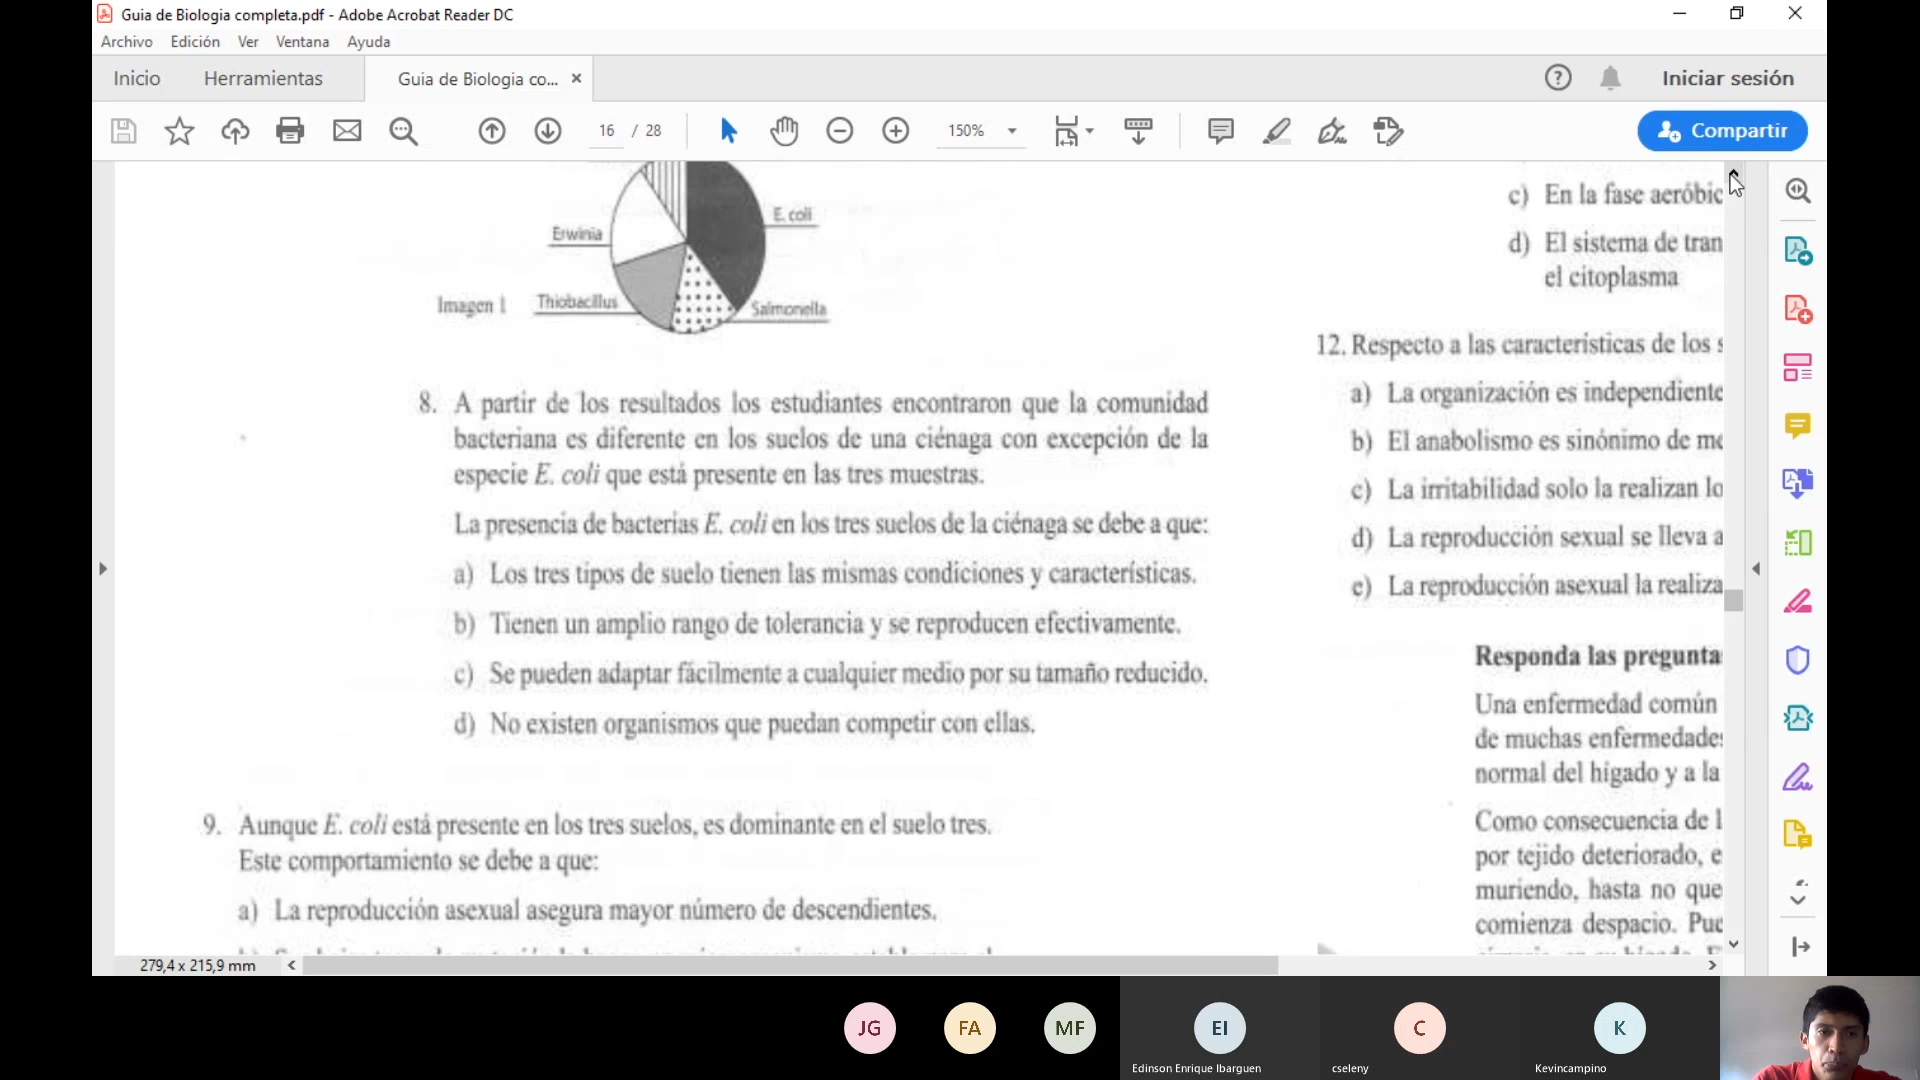 Guia de Biologia completa.pdf - Adobe Acrobat Reader DC
Archivo Edición Ver Ventana Ayuda
Inicio Herramientas Guia de Biologia co... × Iniciar sesión
16 / 28 150% Compartir
E. coli
Erwinia
Imagen 1 Thiobacillus
Salmonella
8. A partir de los resultados los estudiantes encontraron que la comunidad
bacteriana es diferente en los suelos de una ciénaga con excepción de la
especie E. coli que está presente en las tres muestras.
La presencia de bacterias E. coli en los tres suelos de la ciénaga se debe a que:
a) Los tres tipos de suelo tienen las mismas condiciones y características.
b) Tienen un amplio rango de tolerancia y se reproducen efectivamente.
c) Se pueden adaptar fácilmente a cualquier medio por su tamaño reducido.
d) No existen organismos que puedan competir con ellas.
9. Aunque E. coli está presente en los tres suelos, es dominante en el suelo tres.
Este comportamiento se debe a que:
a) La reproducción asexual asegura mayor número de descendientes.
c) En la fase aeróbic
d) El sistema de tran
el citoplasma
12. Respecto a las características de los s
a) La organización es independiente
b) El anabolismo es sinónimo de me
c) La irritabilidad solo la realizan lo
d) La reproducción sexual se lleva a
e) La reproducción asexual la realiza
Responda las pregunta
Una enfermedad común
de muchas enfermedades
normal del hígado y a la
Como consecuencia de l
por tejido deteriorado, e
muriendo, hasta no que
comienza despacio. Pue
279,4 x 215,9 mm
JG FA MF EI C K
Edinson Enrique Ibarguen cseleny Kevincampino